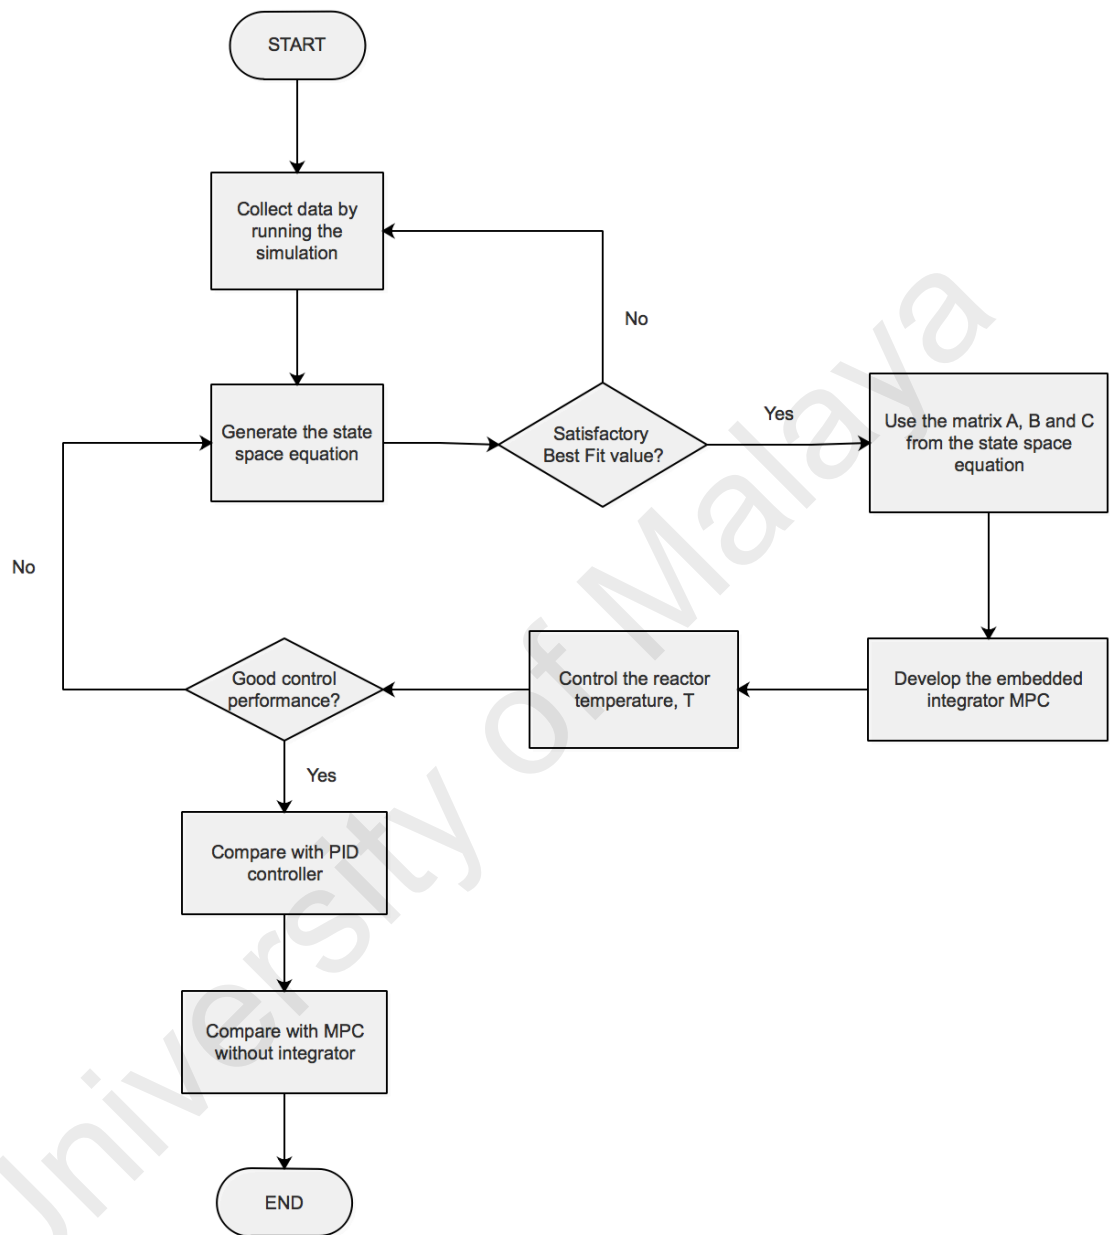 START
Collect data by
running the
simulation
No
Generate the state
space equation
Satisfactory
Best Fit value?
Yes
Use the matrix A, B and C
from the state space
equation
No
Good control
performance?
Control the reactor
temperature, T
Develop the embedded
integrator MPC
Yes
Compare with PID
controller
Compare with MPC
without integrator
END
University of Malaya